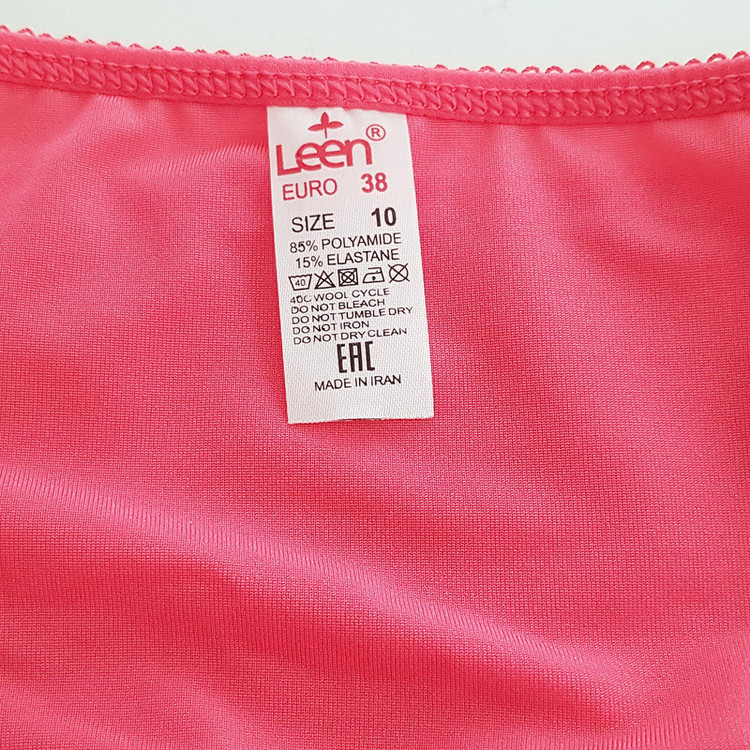 Leen®
EURO 38
SIZE 10
85% POLYAMIDE
15% ELASTANE
40
40C WOOL CYCLE
DO NOT BLEACH
DO NOT TUMBLE DRY
DO NOT IRON
DO NOT DRY CLEAN
EAC
MADE IN IRAN